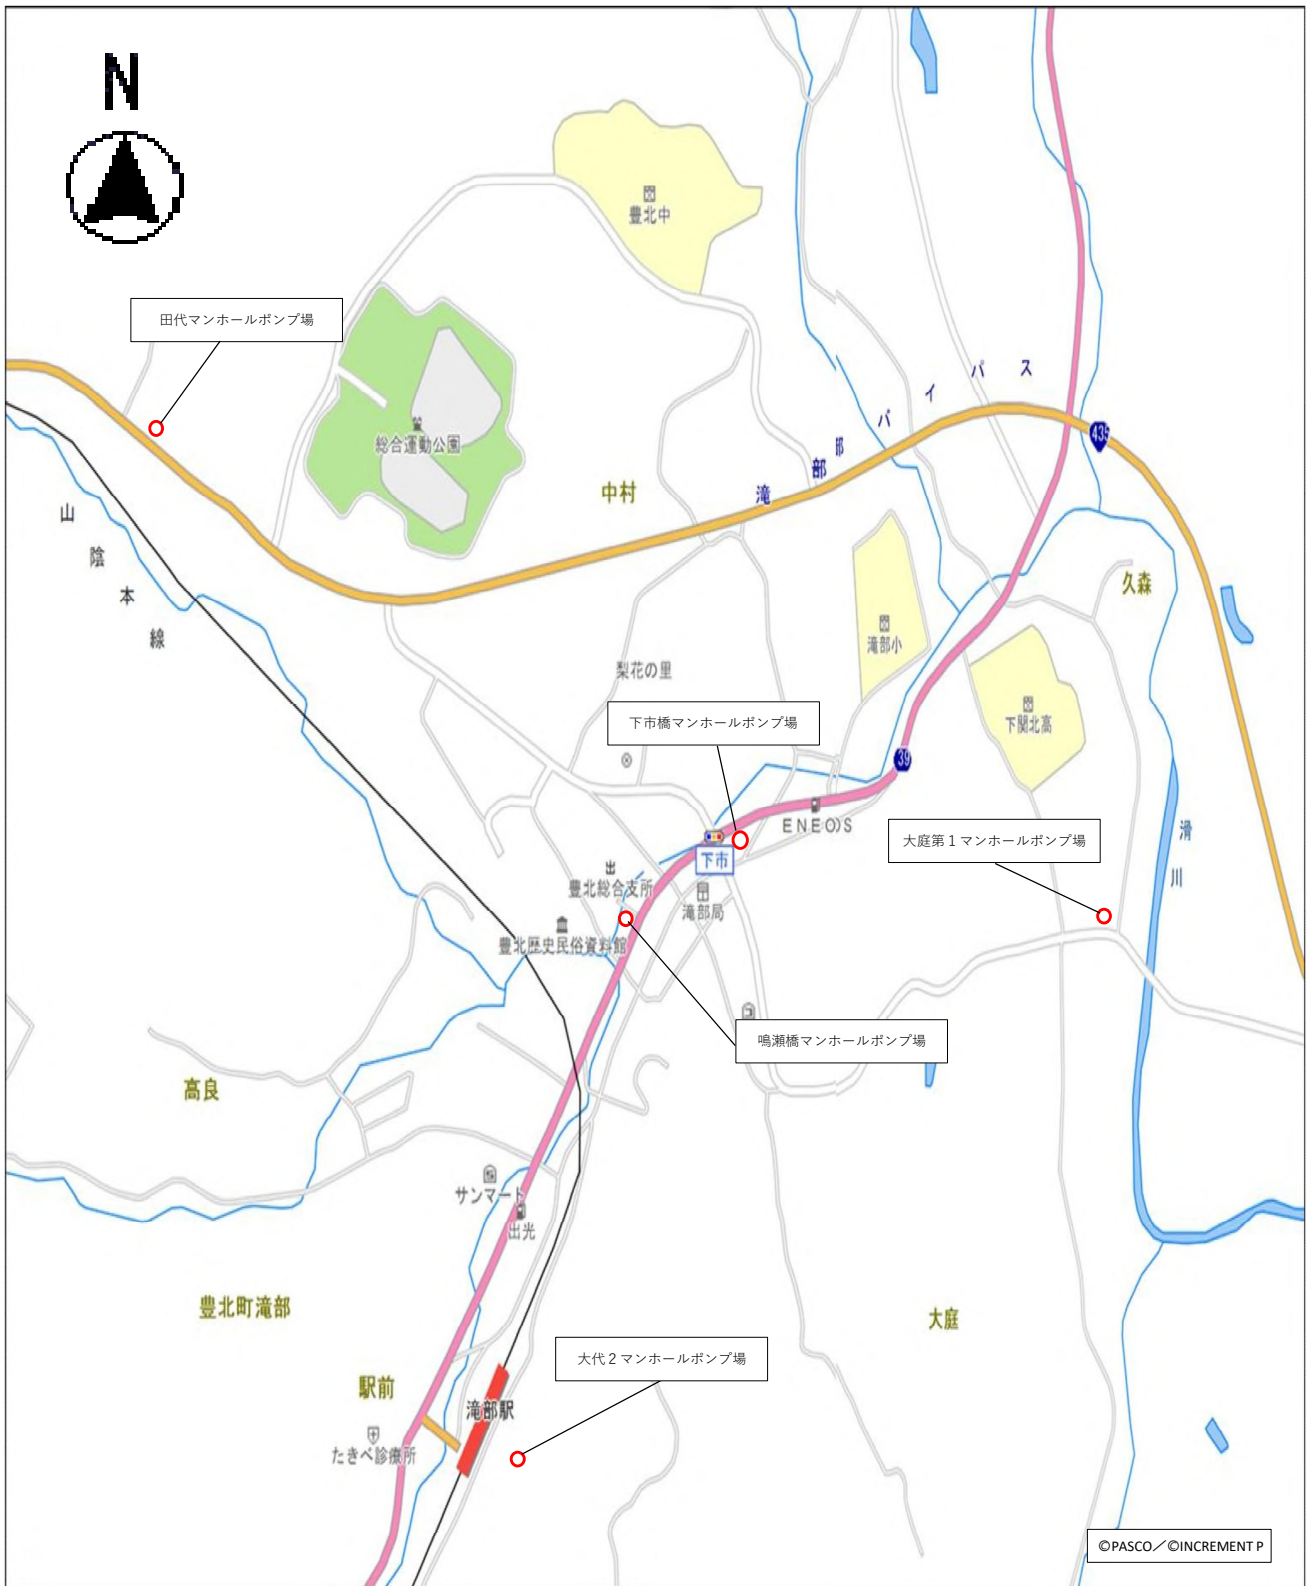 N
豊北中
田代マンホールポンプ場
総合運動公園
中村
滝部
部バイパス
435
山陰本線
久森
滝部小
梨花の里
下関北高
下市橋マンホールポンプ場
39
ENEOS
下市
大庭第1マンホールポンプ場
滑川
豊北総合支所
滝部局
豊北歴史民俗資料館
鳴瀬橋マンホールポンプ場
高良
サンマート
出光
豊北町滝部
大庭
大代2マンホールポンプ場
駅前
滝部駅
たきべ診療所
©PASCO/©INCREMENT P